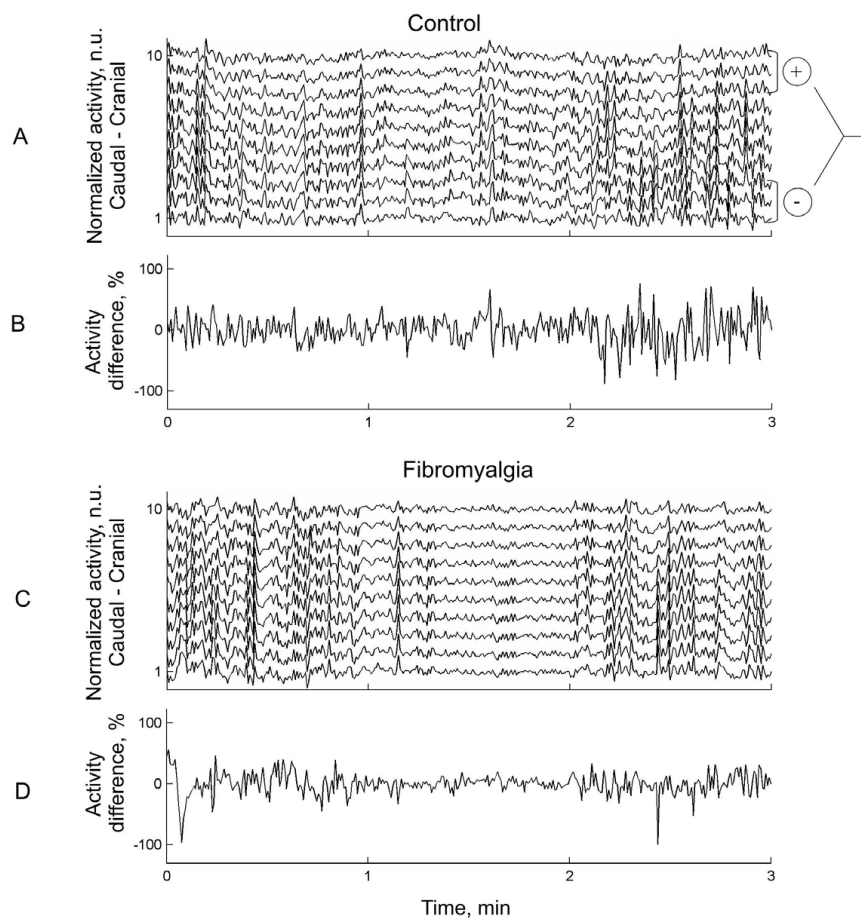 Control
A
Normalized activity, n.u.
Caudal - Cranial
10
1
+
-
B
Activity
difference, %
100
0
-100
0
1
2
3
Fibromyalgia
C
Normalized activity, n.u.
Caudal - Cranial
10
1
D
Activity
difference, %
100
0
-100
0
1
2
3
Time, min